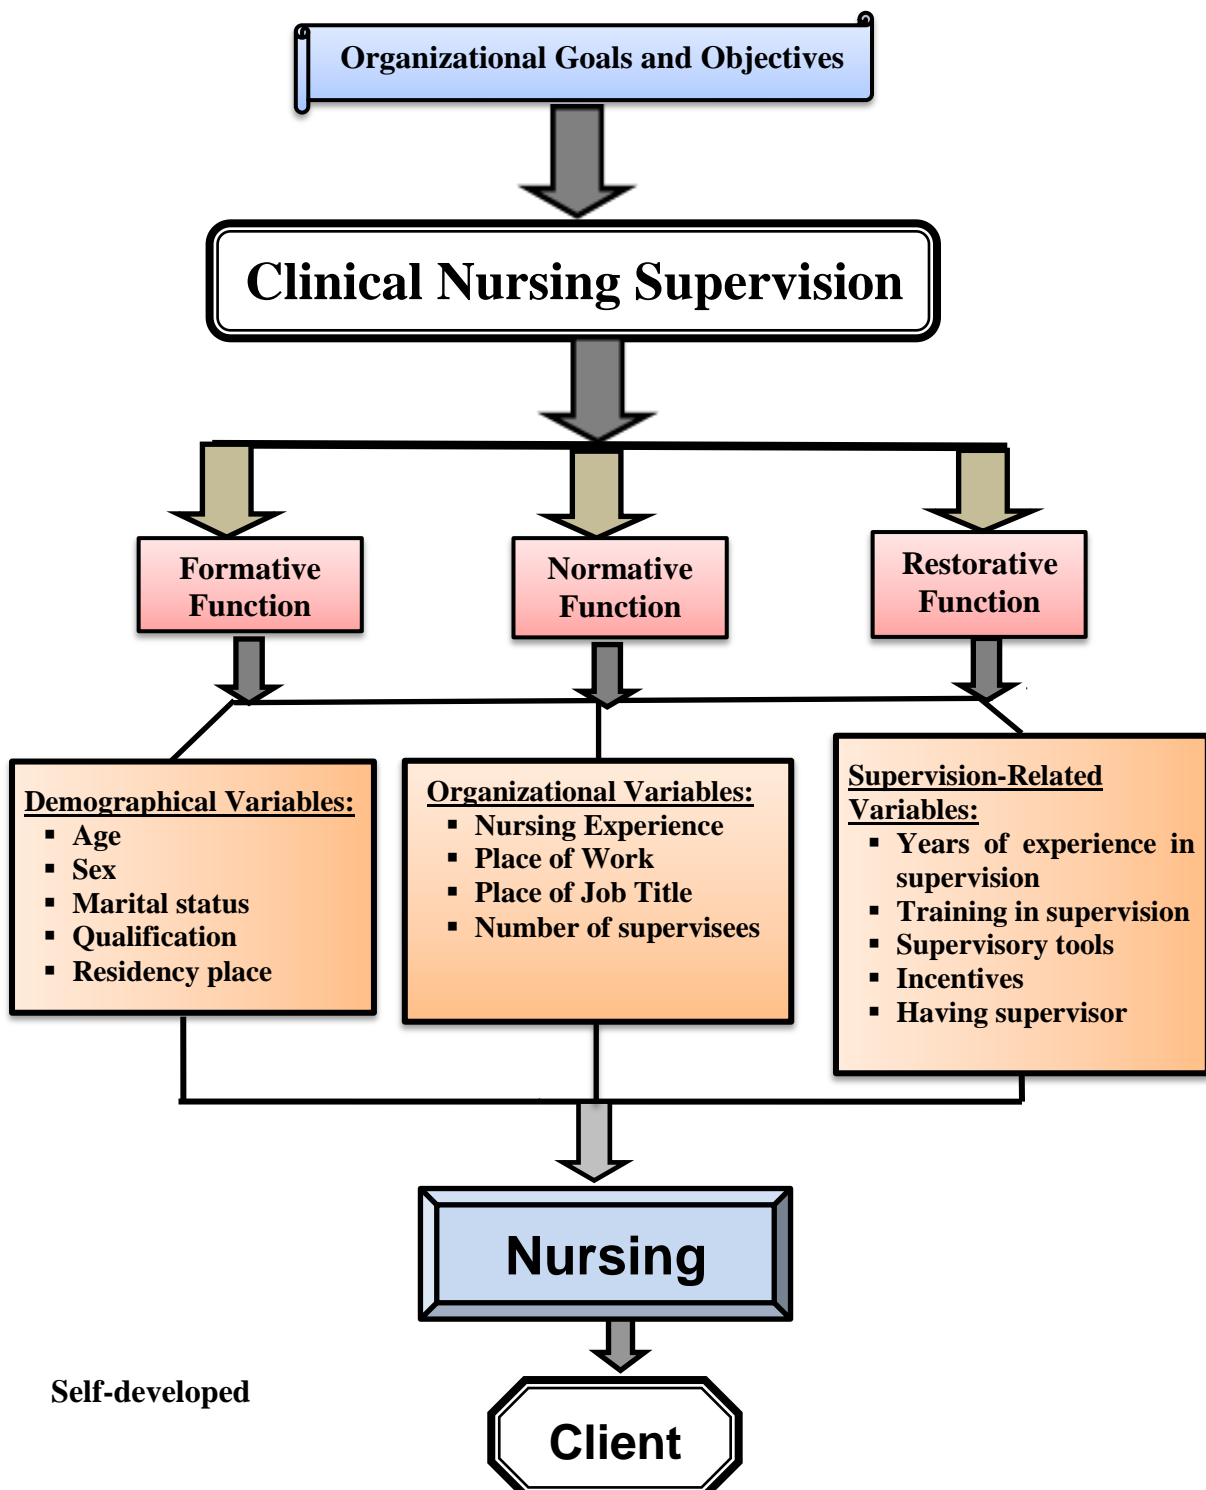 Organizational Goals and Objectives
Clinical Nursing Supervision
Formative
Function
Normative
Function
Restorative
Function
Demographical Variables:
▪ Age
▪ Sex
▪ Marital status
▪ Qualification
▪ Residency place
Organizational Variables:
▪ Nursing Experience
▪ Place of Work
▪ Place of Job Title
▪ Number of supervisees
Supervision-Related
Variables:
▪ Years of experience in
supervision
▪ Training in supervision
▪ Supervisory tools
▪ Incentives
▪ Having supervisor
Nursing
Self-developed
Client